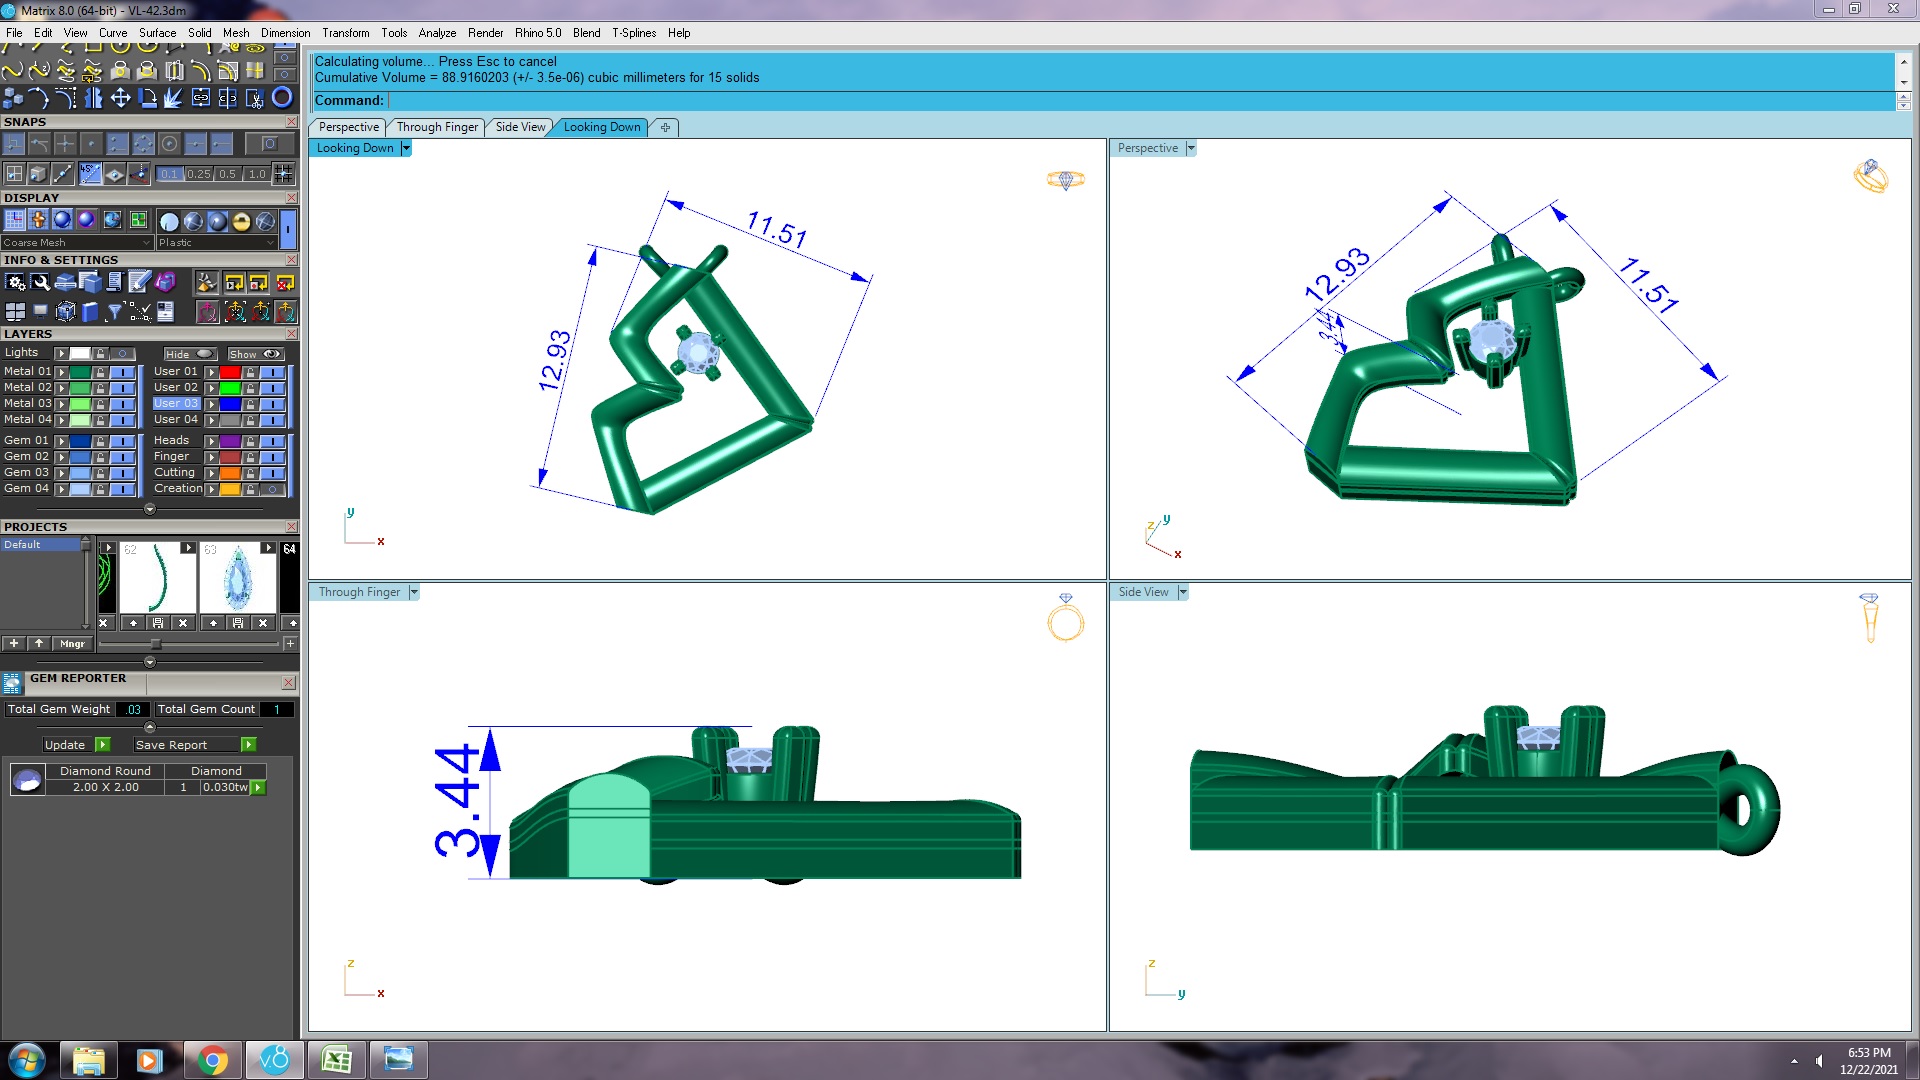 Matrix 8.0 (64-bit) - VL-42.3dm
File Edit View Curve Surface Solid Mesh Dimension Transform Tools Analyze Render Rhino 5.0 Blend T-Splines Help
Calculating volume... Press Esc to cancel
Cumulative Volume = 88.9160203 (+/- 3.5e-06) cubic millimeters for 15 solids
Command:
Perspective Through Finger Side View Looking Down
SNAPS
45°
0.1 0.25 0.5 1.0
DISPLAY
Coarse Mesh Plastic
INFO & SETTINGS
LAYERS
Lights Hide Show
Metal 01 User 01
Metal 02 User 02
Metal 03 User 03
Metal 04 User 04
Gem 01 Heads
Gem 02 Finger
Gem 03 Cutting
Gem 04 Creation
PROJECTS
Default
62 63 64
Mngr
GEM REPORTER
Total Gem Weight .03 Total Gem Count 1
Update Save Report
Diamond Round Diamond
2.00 X 2.00 1 0.030tw
Looking Down
11.51
12.93
y
x
Perspective
12.93
11.51
3.44
z y
x
Through Finger
3.44
z
x
Side View
z
y
v8
6:53 PM
12/22/2021